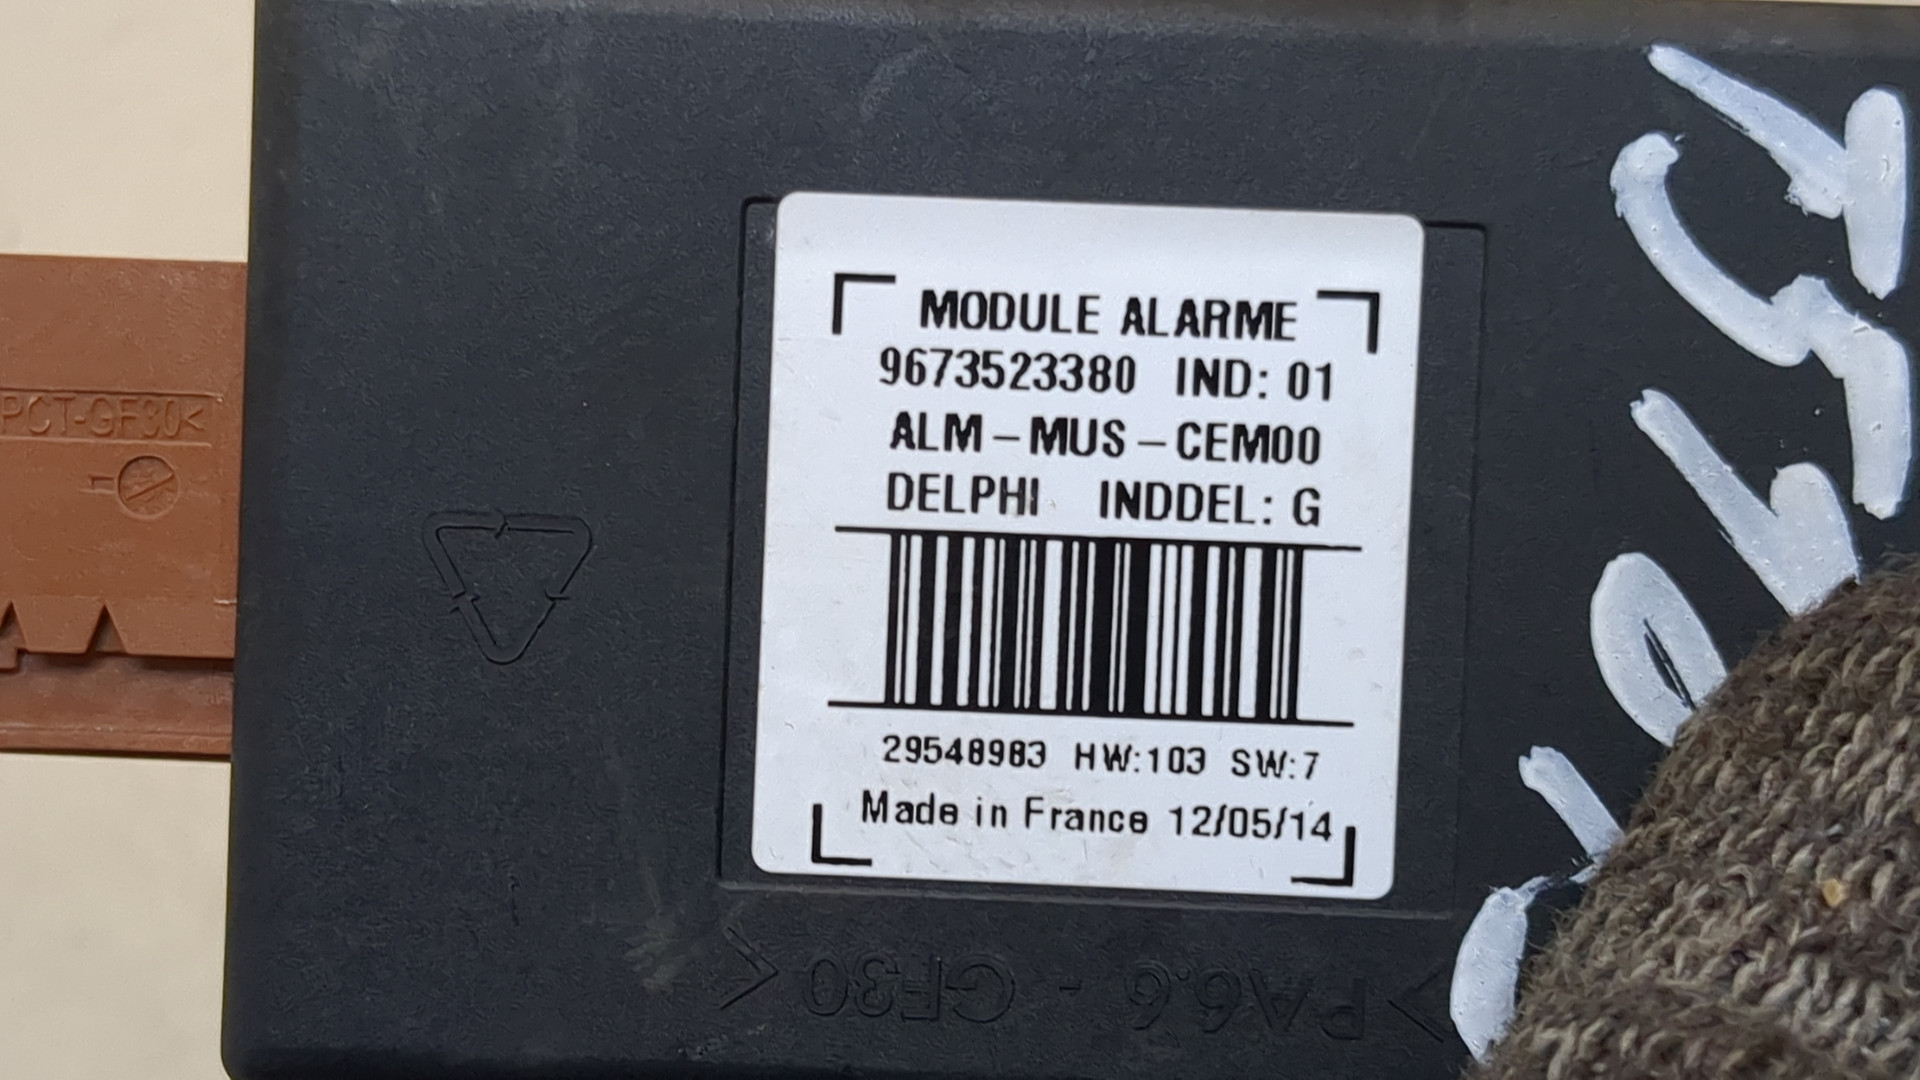 MODULE ALARME
9673523380 IND: 01
ALM-MUS-CEM00
DELPHI INDDEL: G
29548983 HW:103 SW:7
Made in France 12/05/14
>PA6.6 - GF30<
PCT-GF30<
1